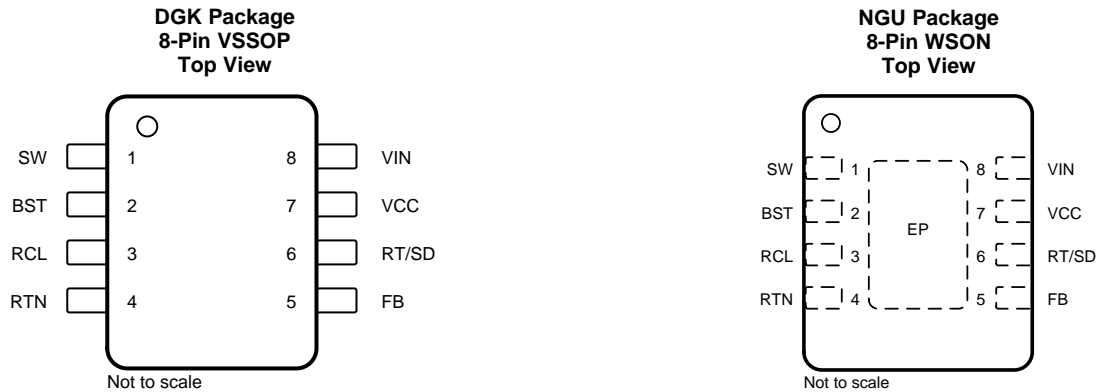 DGK Package
8-Pin VSSOP
Top View
SW 1 8 VIN
BST 2 7 VCC
RCL 3 6 RT/SD
RTN 4 5 FB
Not to scale
NGU Package
8-Pin WSON
Top View
SW 1 8 VIN
BST 2 7 VCC
EP
RCL 3 6 RT/SD
RTN 4 5 FB
Not to scale